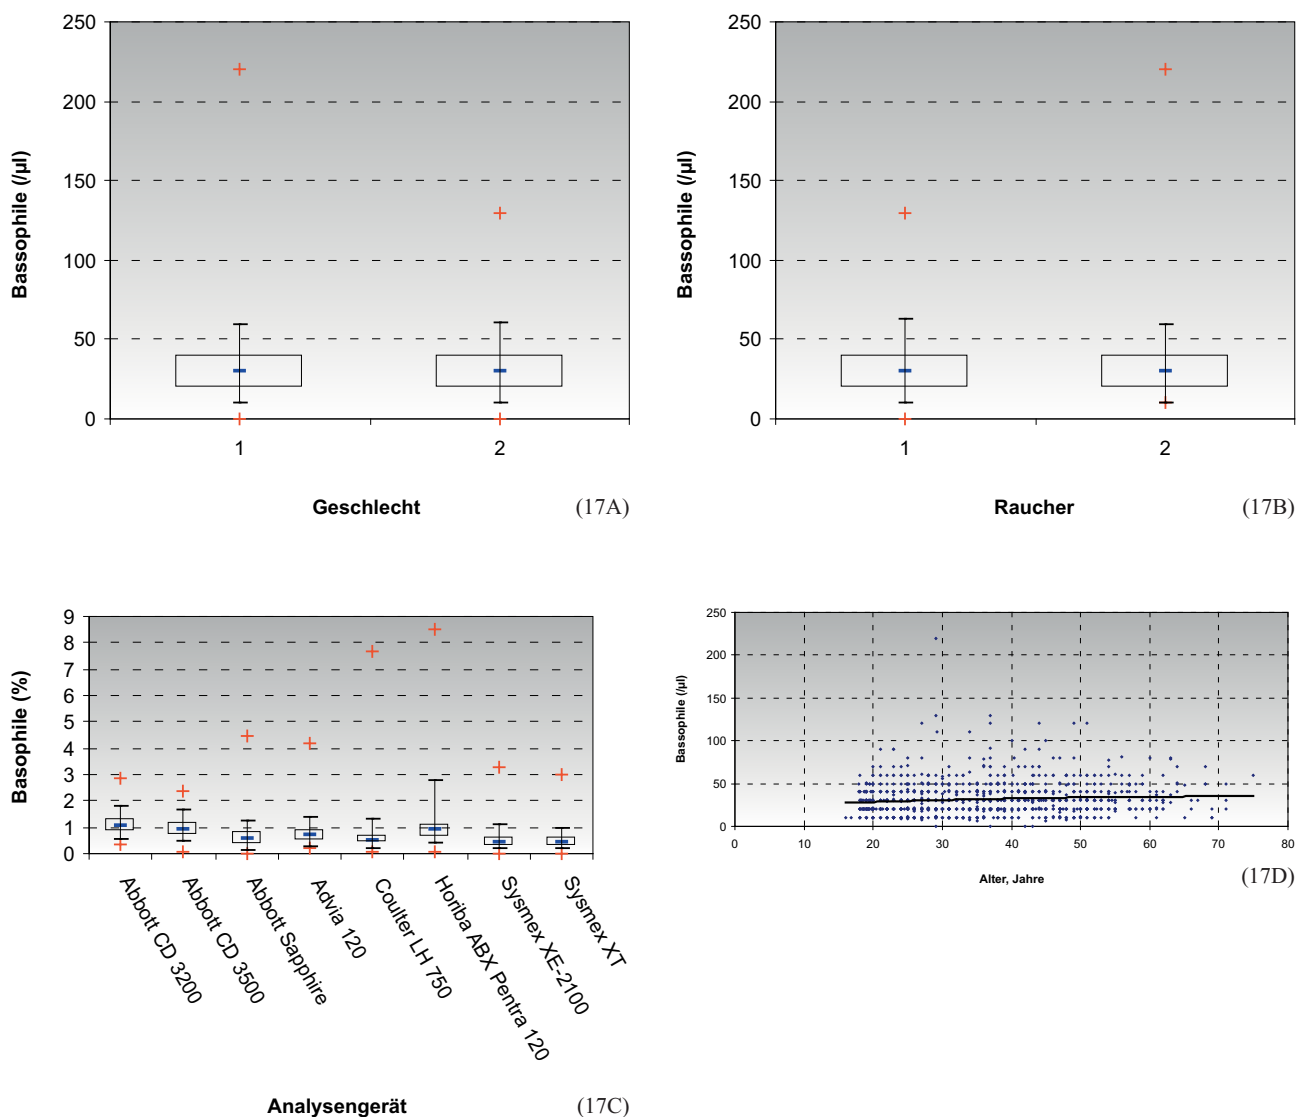 250
200
150
100
50
0
Bassophile (/µl)
1
2
Geschlecht
(17A)
250
200
150
100
50
0
Bassophile (/µl)
1
2
Raucher
(17B)
9
8
7
6
5
4
3
2
1
0
Basophile (%)
Abbott CD 3200
Abbott CD 3500
Abbott Sapphire
Advia 120
Coulter LH 750
Horiba ABX Pentra 120
Sysmex XE-2100
Sysmex XT
Analysengerät
(17C)
250
200
150
100
50
0
Bassophile (/µl)
0
10
20
30
40
50
60
70
80
Alter, Jahre
(17D)